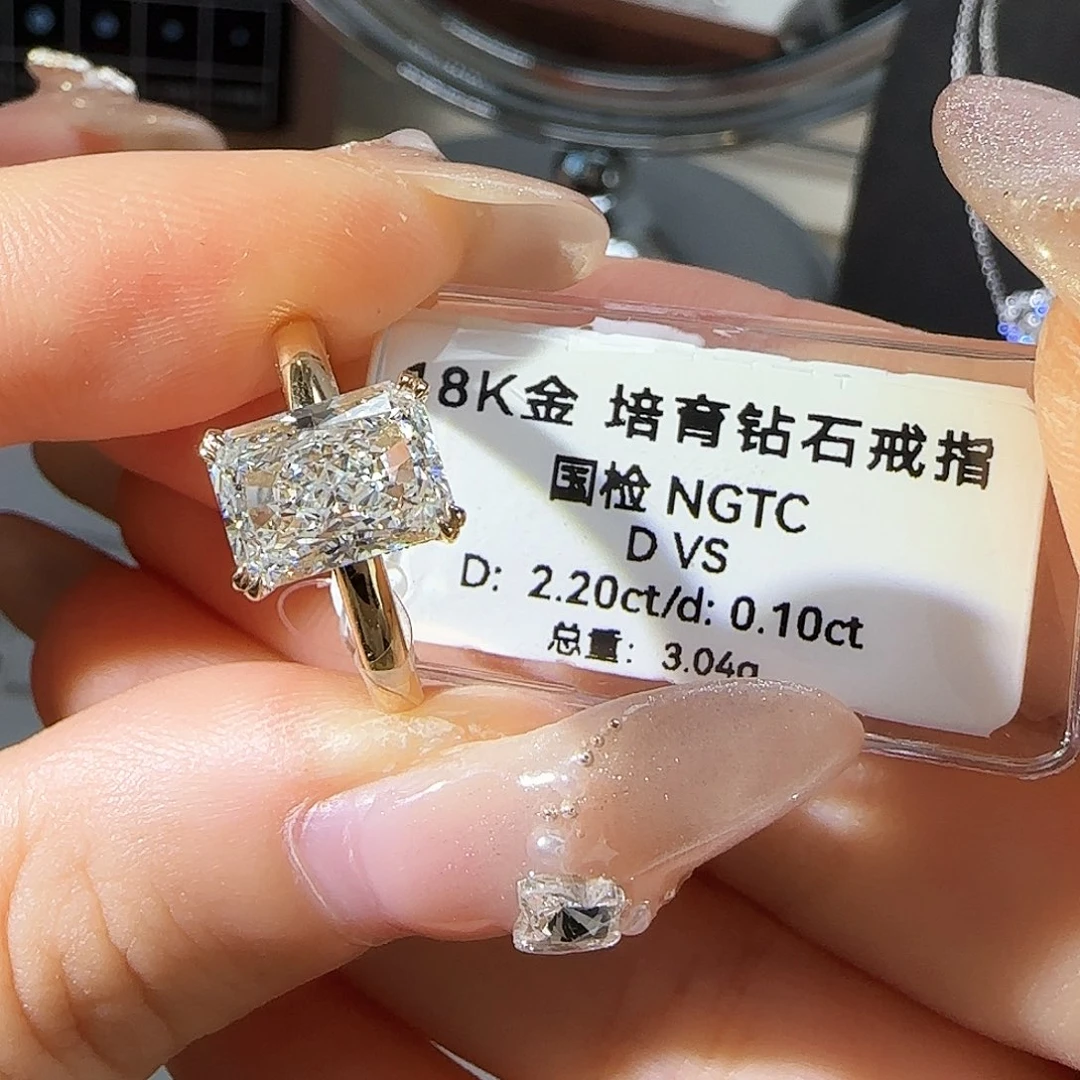 18K金 培育钻石戒指
国检 NGTC
D VS
D: 2.20ct/d: 0.10ct
总重: 3.04g